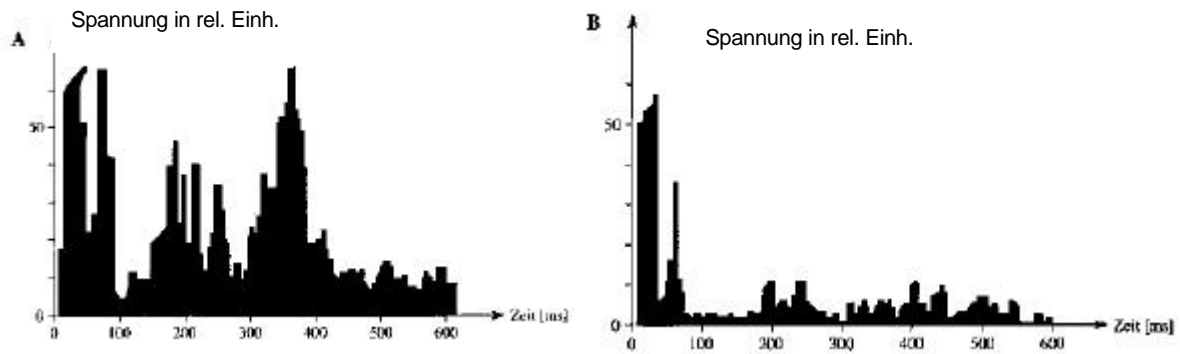 Spannung in rel. Einh.
A
50
0
0 100 200 300 400 500 600
Zeit [ms]
B
Spannung in rel. Einh.
50
0
0 100 200 300 400 500 600
Zeit [ms]